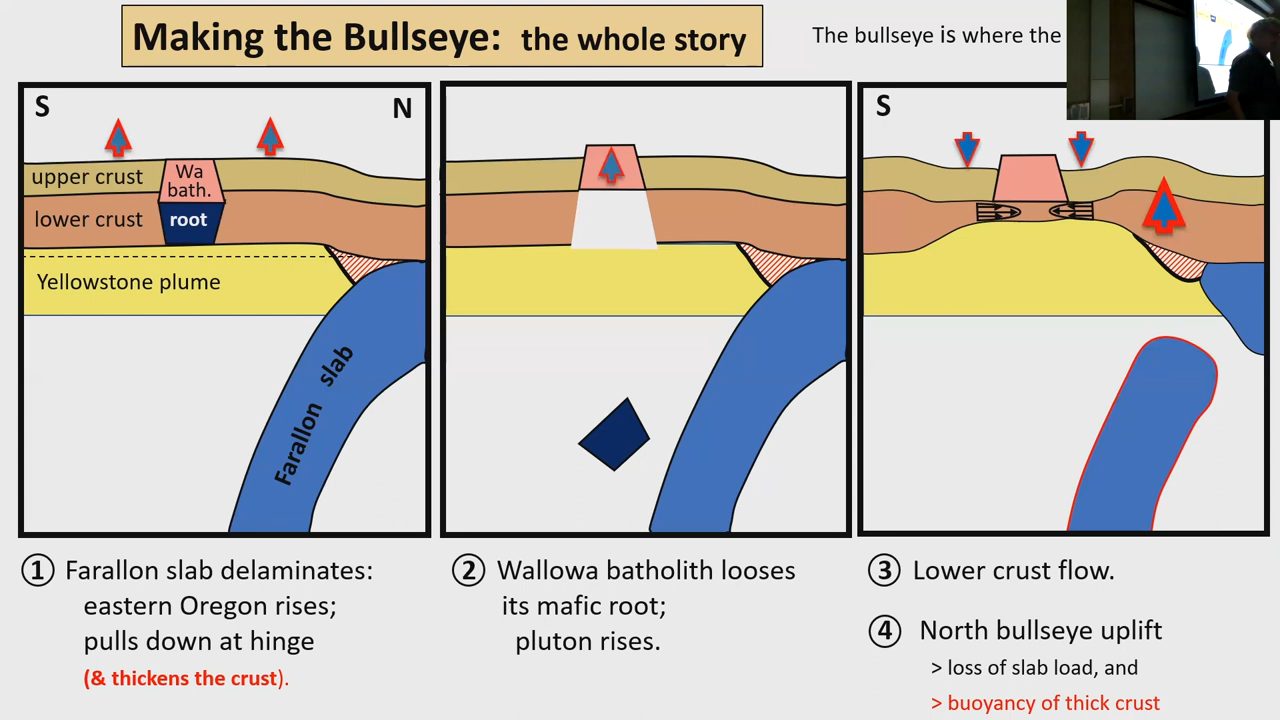 Making the Bullseye: the whole story
The bullseye is where the
S
N
upper crust
Wa
bath.
lower crust
root
Yellowstone plume
Farallon slab
S
① Farallon slab delaminates:
eastern Oregon rises;
pulls down at hinge
(& thickens the crust).
② Wallowa batholith looses
its mafic root;
pluton rises.
③ Lower crust flow.
④ North bullseye uplift
> loss of slab load, and
> buoyancy of thick crust